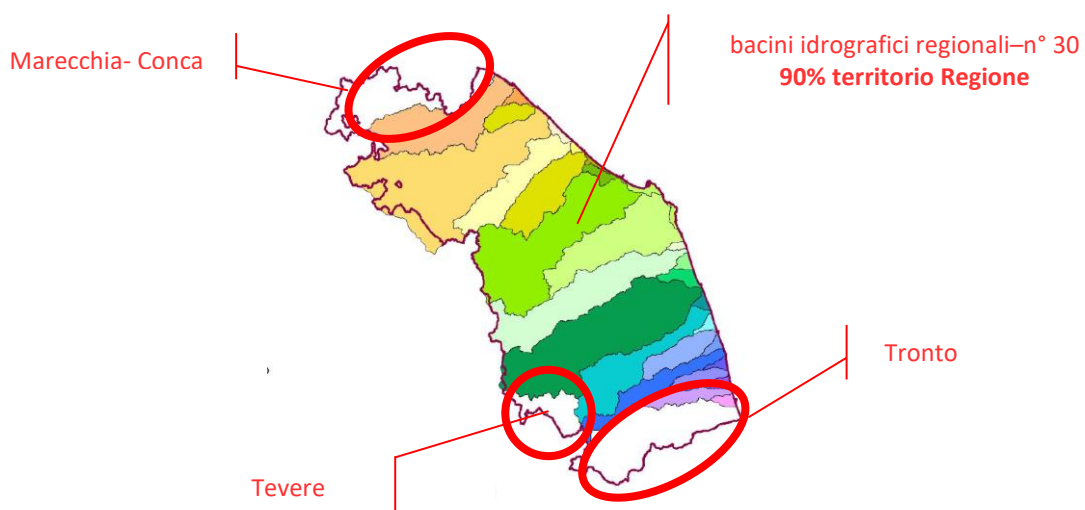 Marecchia- Conca
bacini idrografici regionali–n° 30
90% territorio Regione
Tronto
Tevere